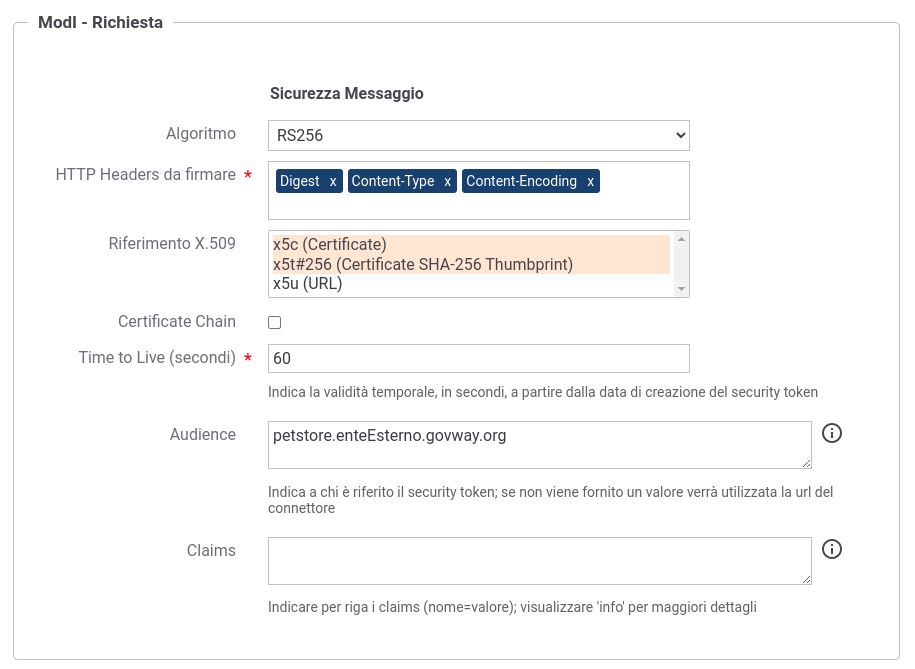 ModI - Richiesta
Sicurezza Messaggio
Algoritmo RS256
HTTP Headers da firmare * Digest x Content-Type x Content-Encoding x
Riferimento X.509 x5c (Certificate)
x5t#256 (Certificate SHA-256 Thumbprint)
x5u (URL)
Certificate Chain
Time to Live (secondi) * 60
Indica la validità temporale, in secondi, a partire dalla data di creazione del security token
Audience petstore.enteEsterno.govway.org
Indica a chi è riferito il security token; se non viene fornito un valore verrà utilizzata la url del
connettore
Claims
Indicare per riga i claims (nome=valore); visualizzare 'info' per maggiori dettagli